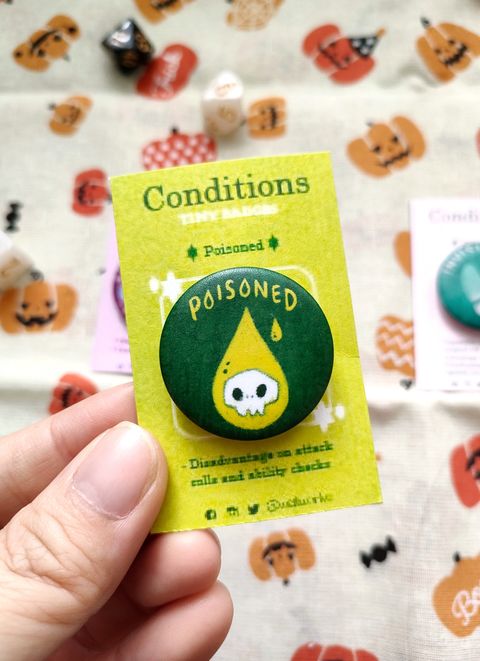 Conditions
TINY BADGES
Poisoned
POISONED
- Disadvantage on attack
rolls and ability checks